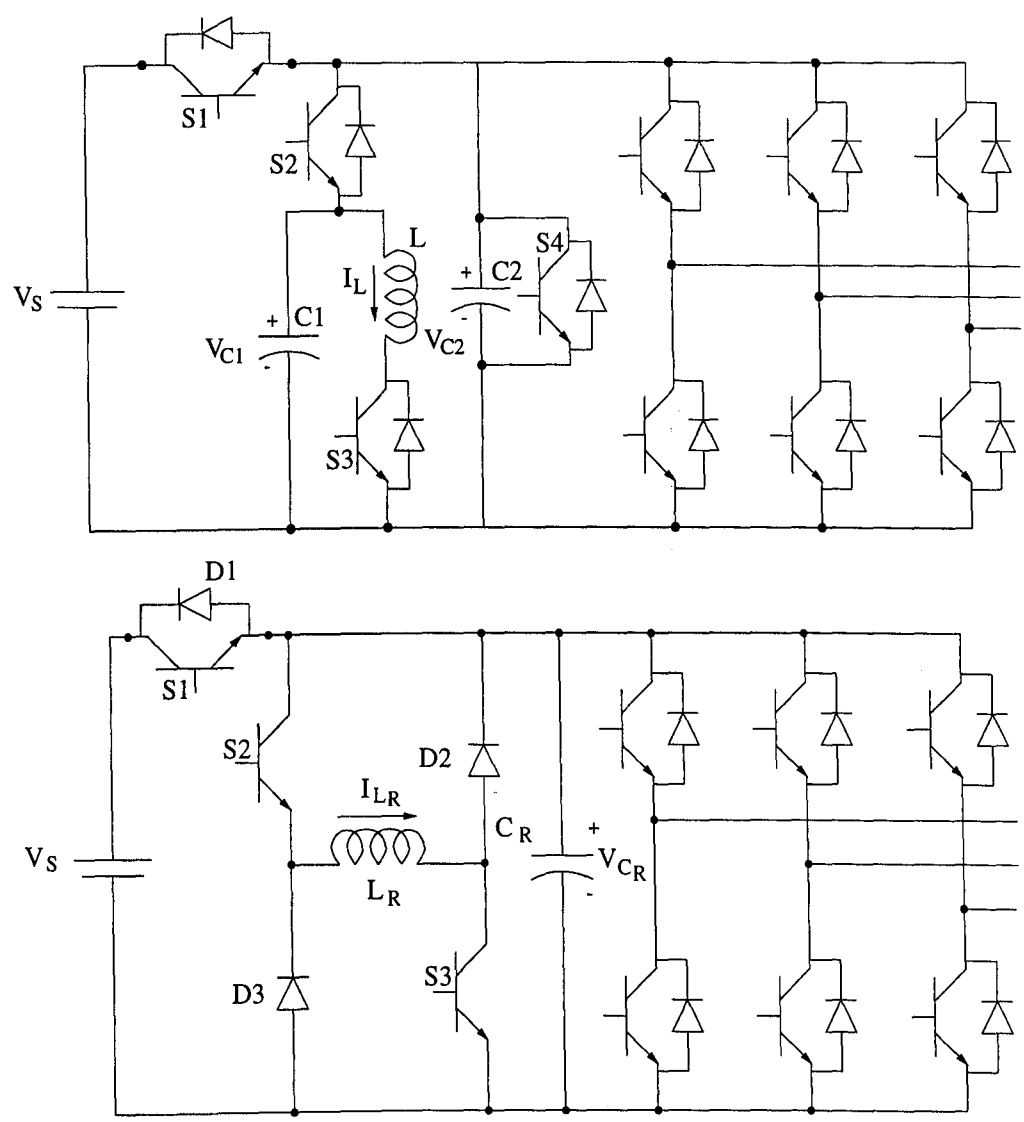 S1
S2
L
S4
I_L
+ C2
V_S
+ C1
V_C1
-
V_C2
-
S3
D1
S1
S2
D2
I_LR
C_R
+
V_S
V_CR
L_R
-
D3
S3